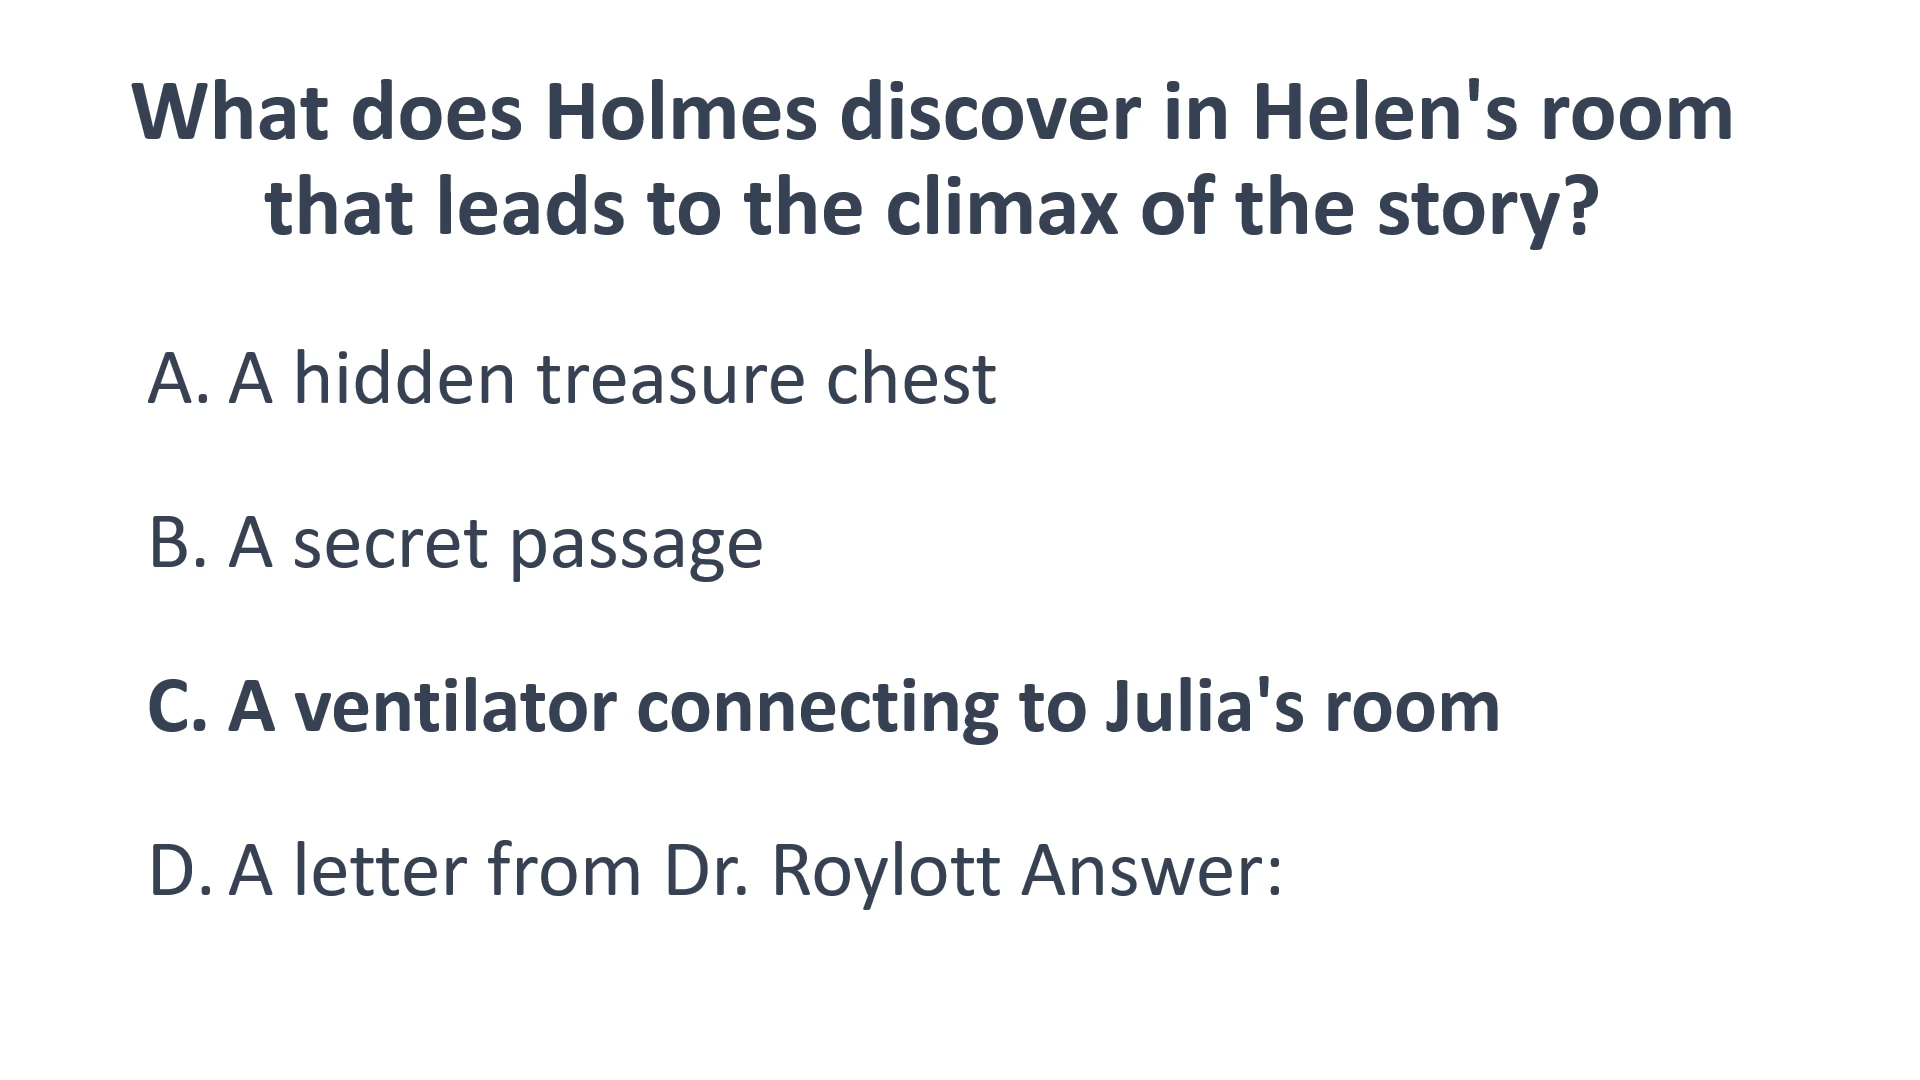 What does Holmes discover in Helen's room
that leads to the climax of the story?
A. A hidden treasure chest
B. A secret passage
C. A ventilator connecting to Julia's room
D. A letter from Dr. Roylott Answer: